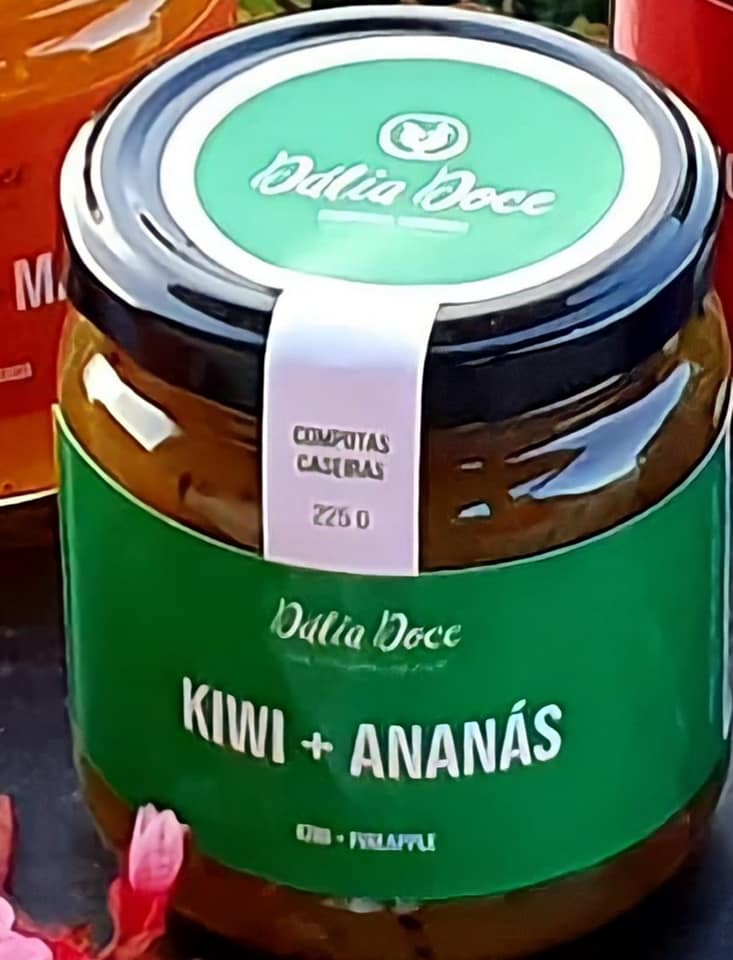 Dália Doce
COMPOTAS
CASEIRAS
Dália Doce
KIWI + ANANÁS
KIWI + PINEAPPLE